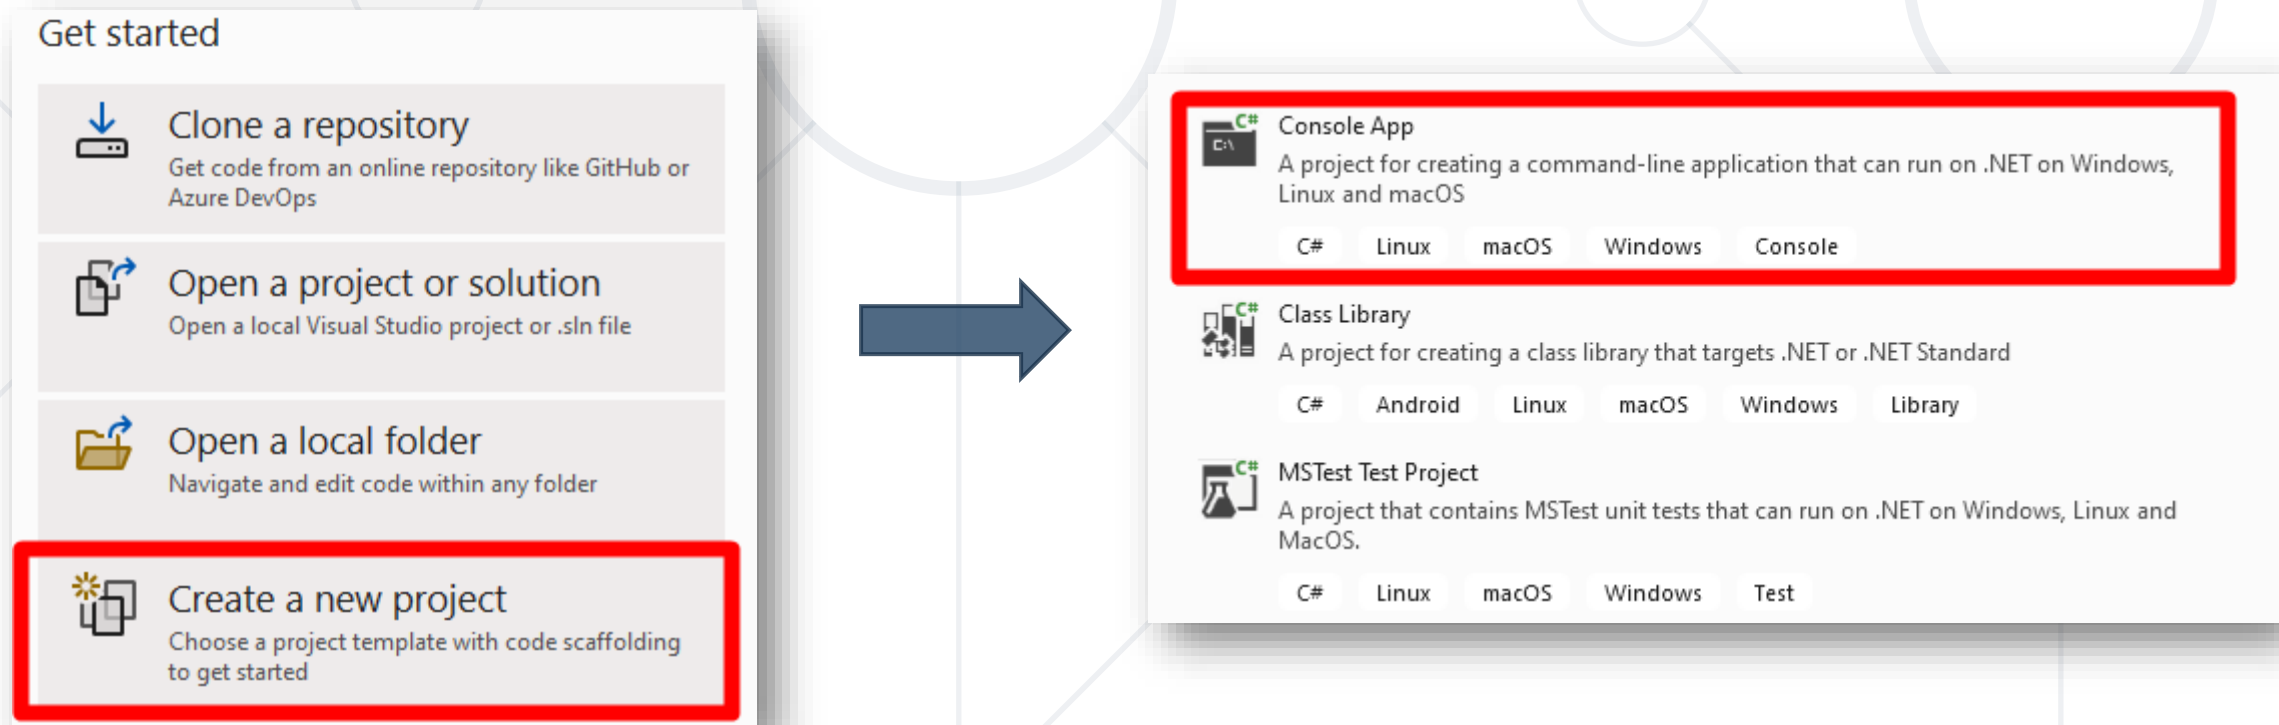 Get started
Clone a repository
Get code from an online repository like GitHub or
Azure DevOps
Open a project or solution
Open a local Visual Studio project or .sln file
Open a local folder
Navigate and edit code within any folder
Create a new project
Choose a project template with code scaffolding
to get started
C#
C:\
Console App
A project for creating a command-line application that can run on .NET on Windows,
Linux and macOS
C# Linux macOS Windows Console
C#
Class Library
A project for creating a class library that targets .NET or .NET Standard
C# Android Linux macOS Windows Library
C#
MSTest Test Project
A project that contains MSTest unit tests that can run on .NET on Windows, Linux and
MacOS.
C# Linux macOS Windows Test